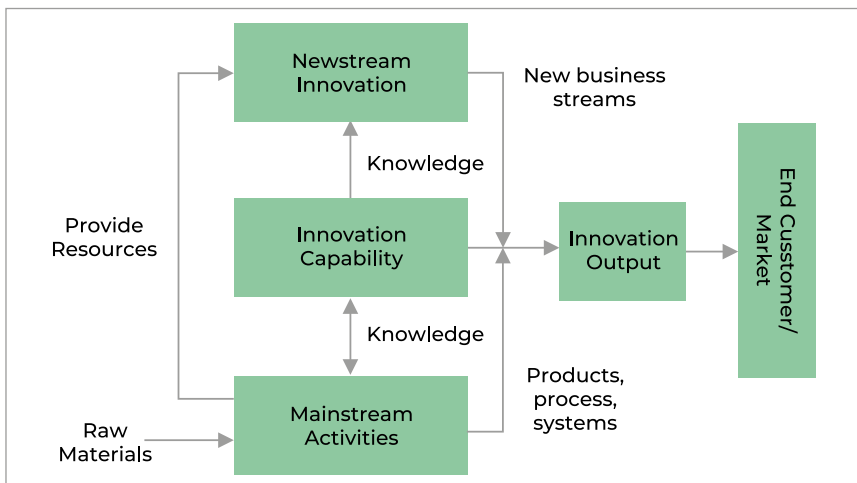 Newstream
Innovation
New business
streams
Knowledge
Provide
Resources
Innovation
Capability
Innovation
Output
End Cusstomer/
Market
Knowledge
Mainstream
Activities
Products,
process,
systems
Raw
Materials